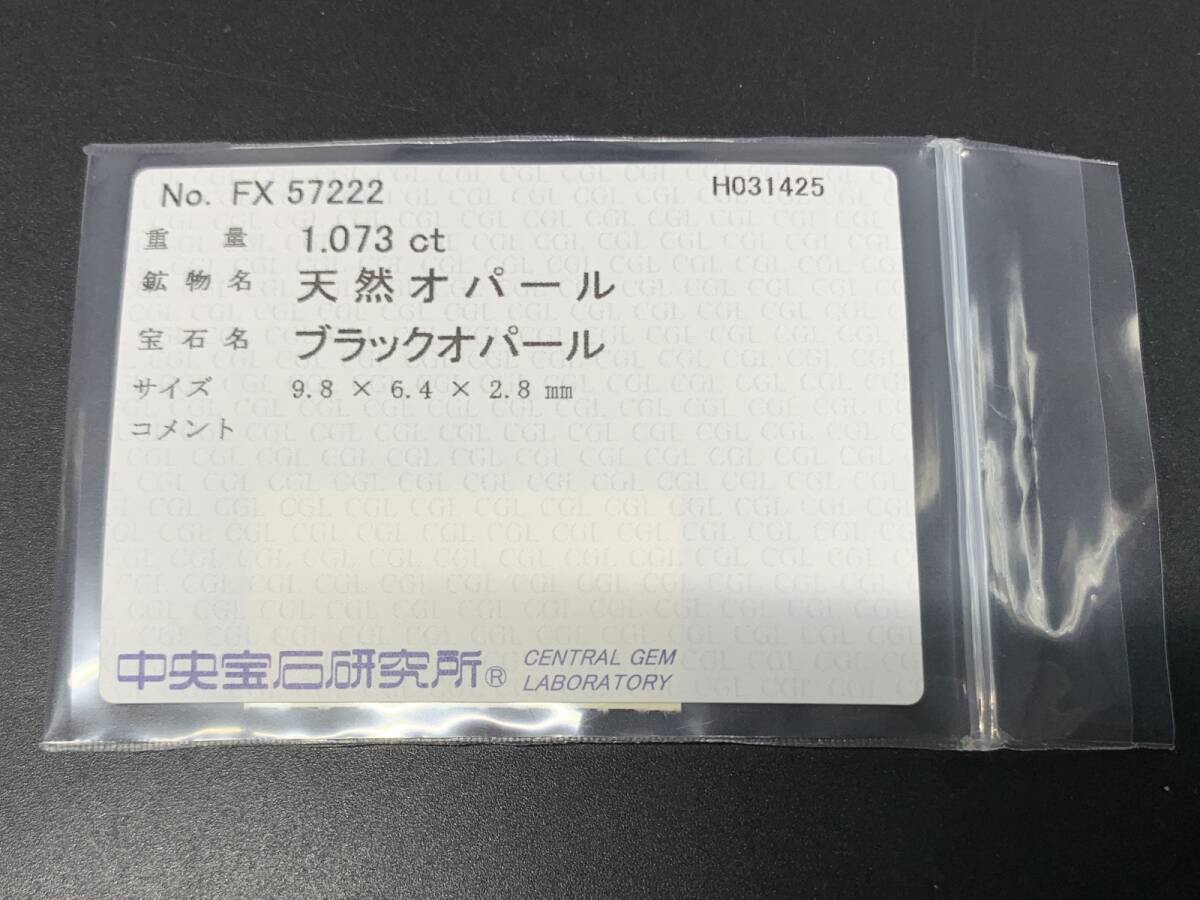 No. FX 57222
H031425
重量 1.073 ct
鉱物名 天然オパール
宝石名 ブラックオパール
サイズ 9.8 × 6.4 × 2.8 mm
コメント
中央宝石研究所® CENTRAL GEM
LABORATORY